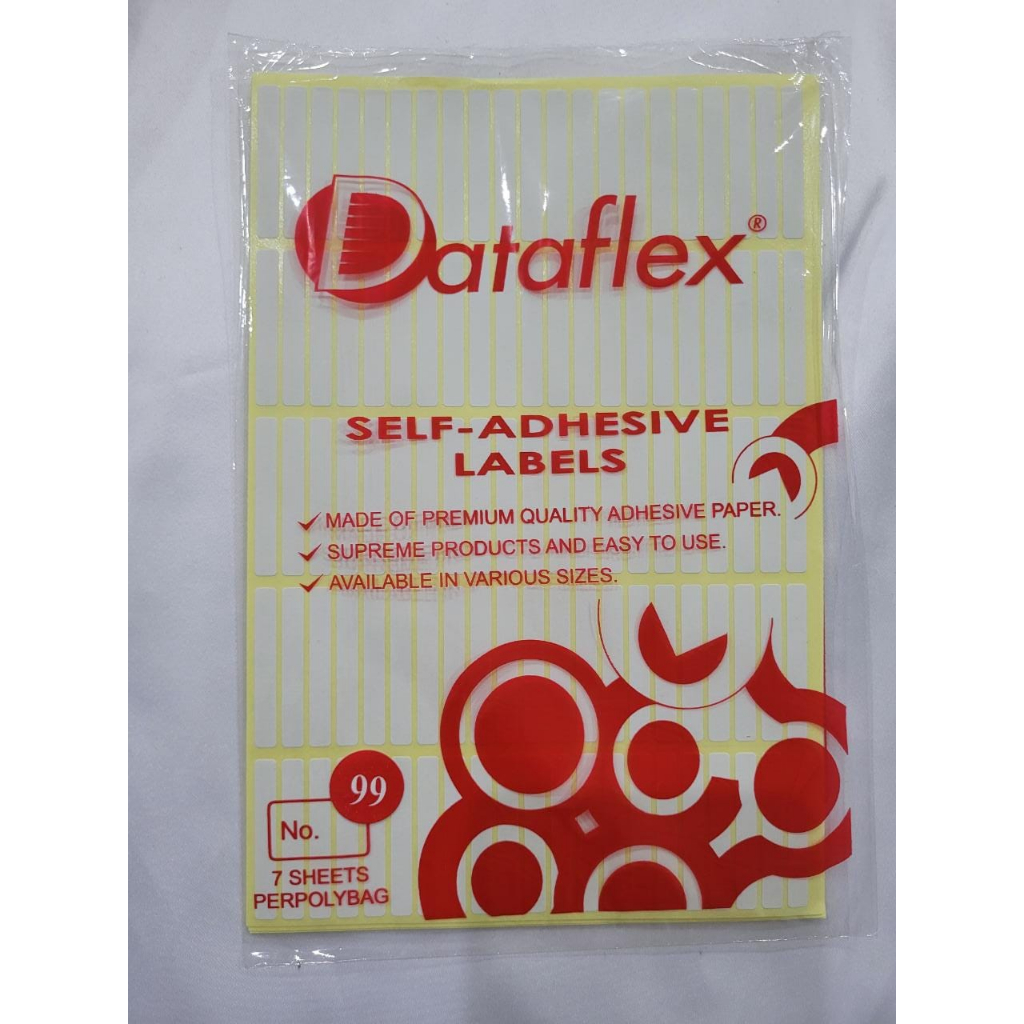 Dataflex®
SELF-ADHESIVE
LABELS
MADE OF PREMIUM QUALITY ADHESIVE PAPER.
SUPREME PRODUCTS AND EASY TO USE.
AVAILABLE IN VARIOUS SIZES.
99
No.
7 SHEETS
PERPOLYBAG